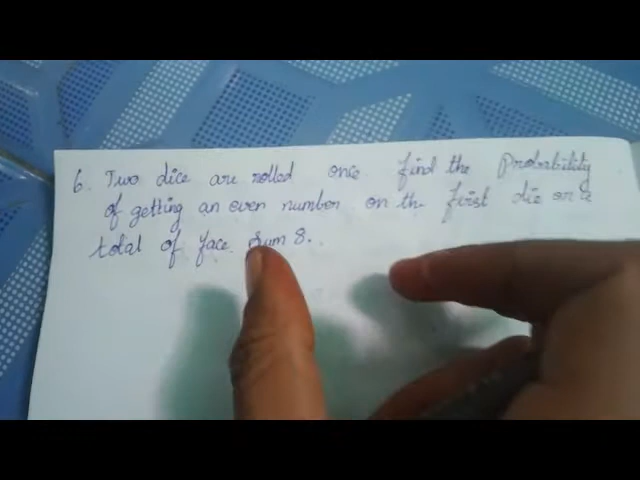 6. Two dice are rolled once. find the Probability
of getting an even number on the first die or a
total of face Sum 8.